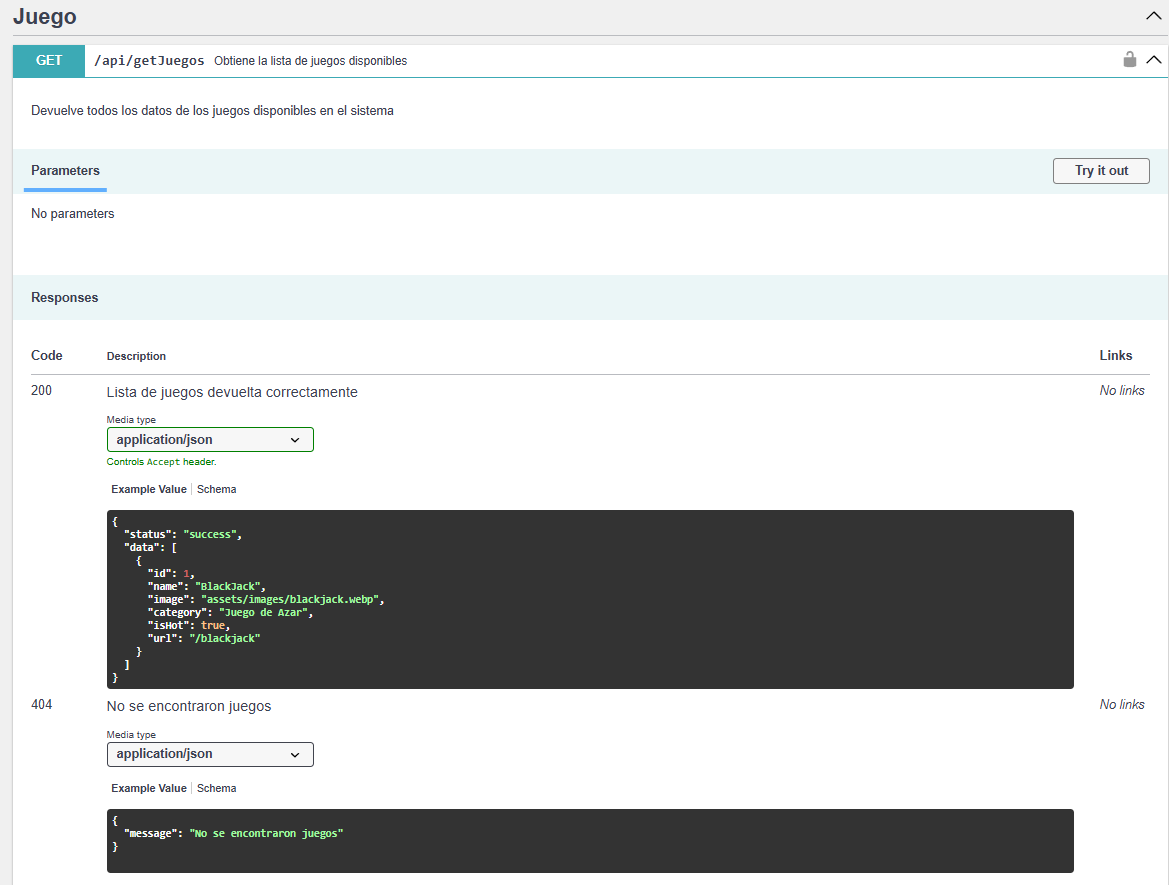 Juego
GET /api/getJuegos Obtiene la lista de juegos disponibles
Devuelve todos los datos de los juegos disponibles en el sistema
Parameters Try it out
No parameters
Responses
Code Description Links
200 Lista de juegos devuelta correctamente No links
Media type
application/json
Controls Accept header.
Example Value Schema
{
  "status": "success",
  "data": [
    {
      "id": 1,
      "name": "BlackJack",
      "image": "assets/images/blackjack.webp",
      "category": "Juego de Azar",
      "isHot": true,
      "url": "/blackjack"
    }
  ]
}
404 No se encontraron juegos No links
Media type
application/json
Example Value Schema
{
  "message": "No se encontraron juegos"
}